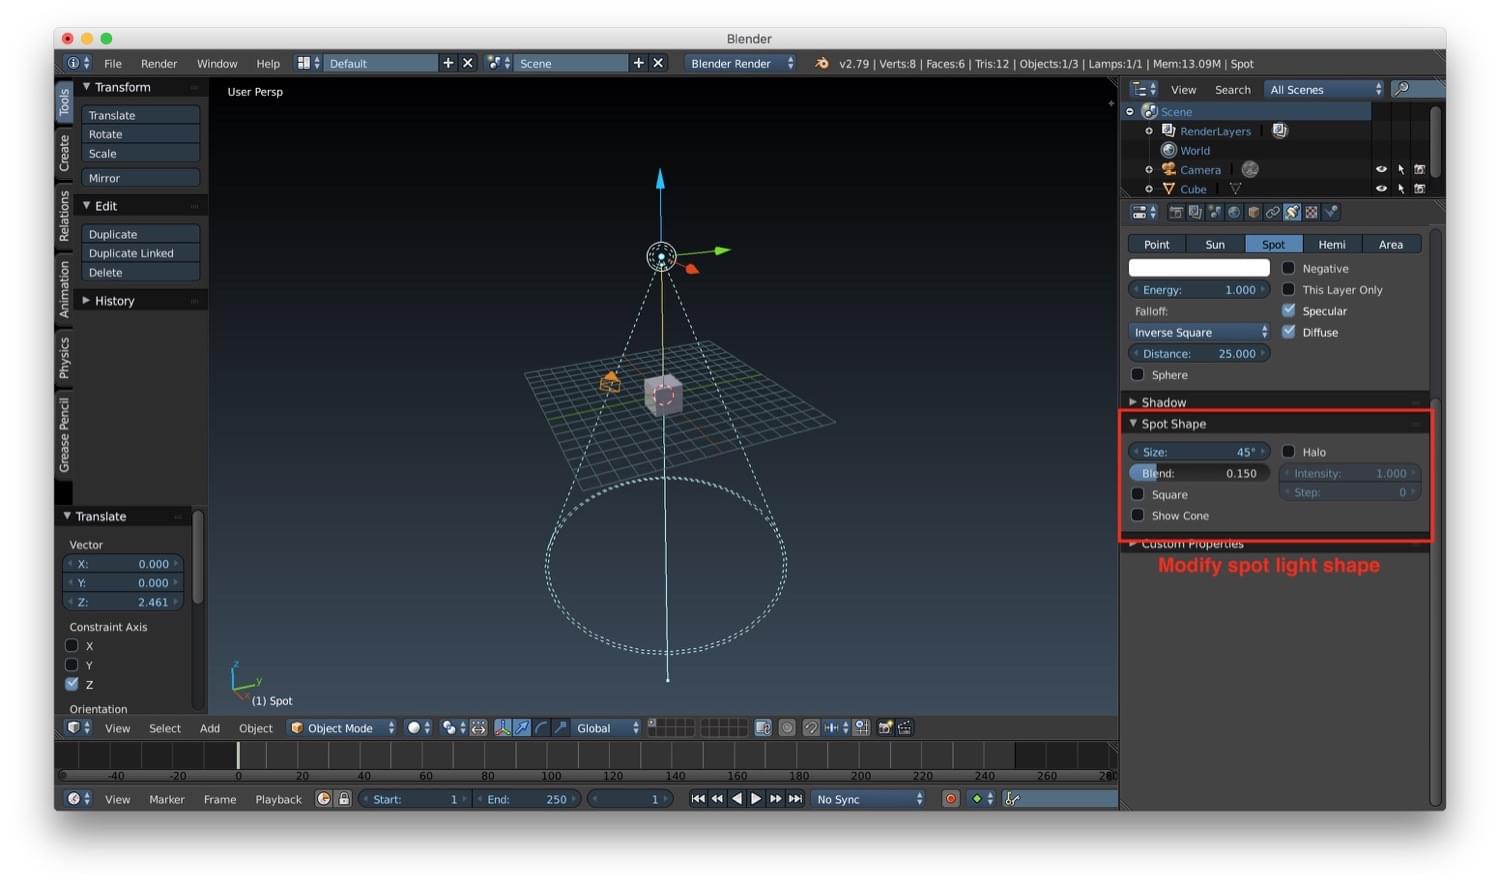 Blender
File Render Window Help Default Scene Blender Render v2.79 | Verts:8 | Faces:6 | Tris:12 | Objects:1/3 | Lamps:1/1 | Mem:13.09M | Spot
Tools
Create
Relations
Animation
Physics
Grease Pencil
Transform
Translate
Rotate
Scale
Mirror
Edit
Duplicate
Duplicate Linked
Delete
History
Translate
Vector
X: 0.000
Y: 0.000
Z: 2.461
Constraint Axis
X
Y
Z
Orientation
User Persp
z
y
x
(1) Spot
View Select Add Object Object Mode Global
-40 -20 0 20 40 60 80 100 120 140 160 180 200 220 240 260 280
View Marker Frame Playback Start: 1 End: 250 1 No Sync
View Search All Scenes
Scene
RenderLayers |
World
Camera |
Cube |
Point Sun Spot Hemi Area
Negative
Energy: 1.000 This Layer Only
Falloff: Specular
Inverse Square Diffuse
Distance: 25.000
Sphere
Shadow
Spot Shape
Size: 45° Halo
Blend: 0.150 Intensity: 1.000
Square Step: 0
Show Cone
Custom Properties
Modify spot light shape